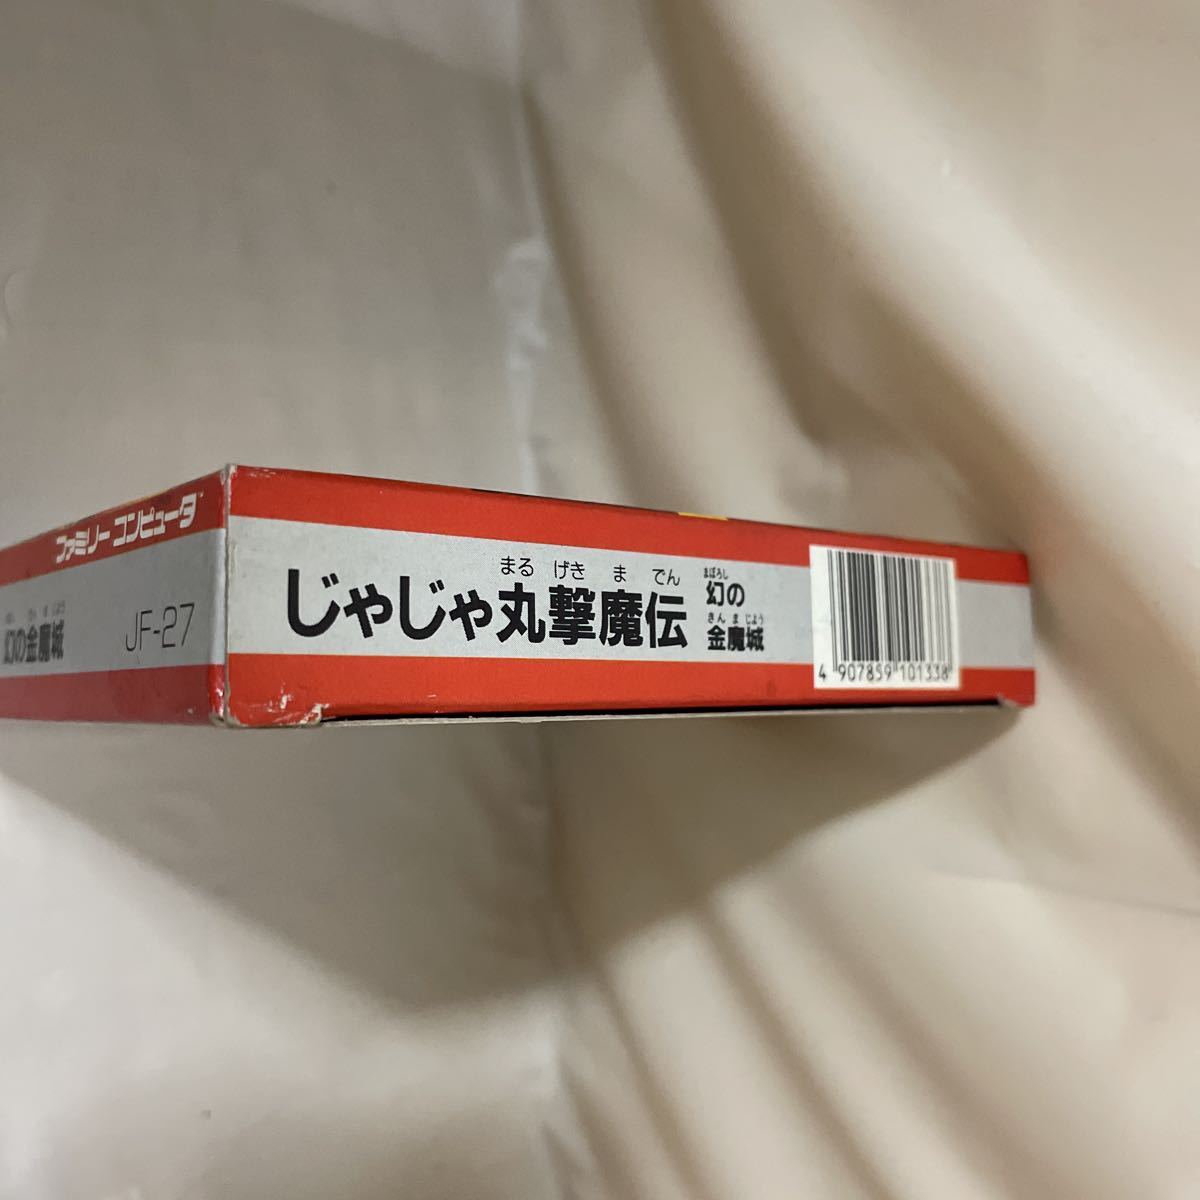 ファミリーコンピュータ™
幻の金魔城
JF-27
まる げき ま でん
じゃじゃ丸撃魔伝
まぼろし
幻の
きん ま じょう
金魔城
4 907859 101338